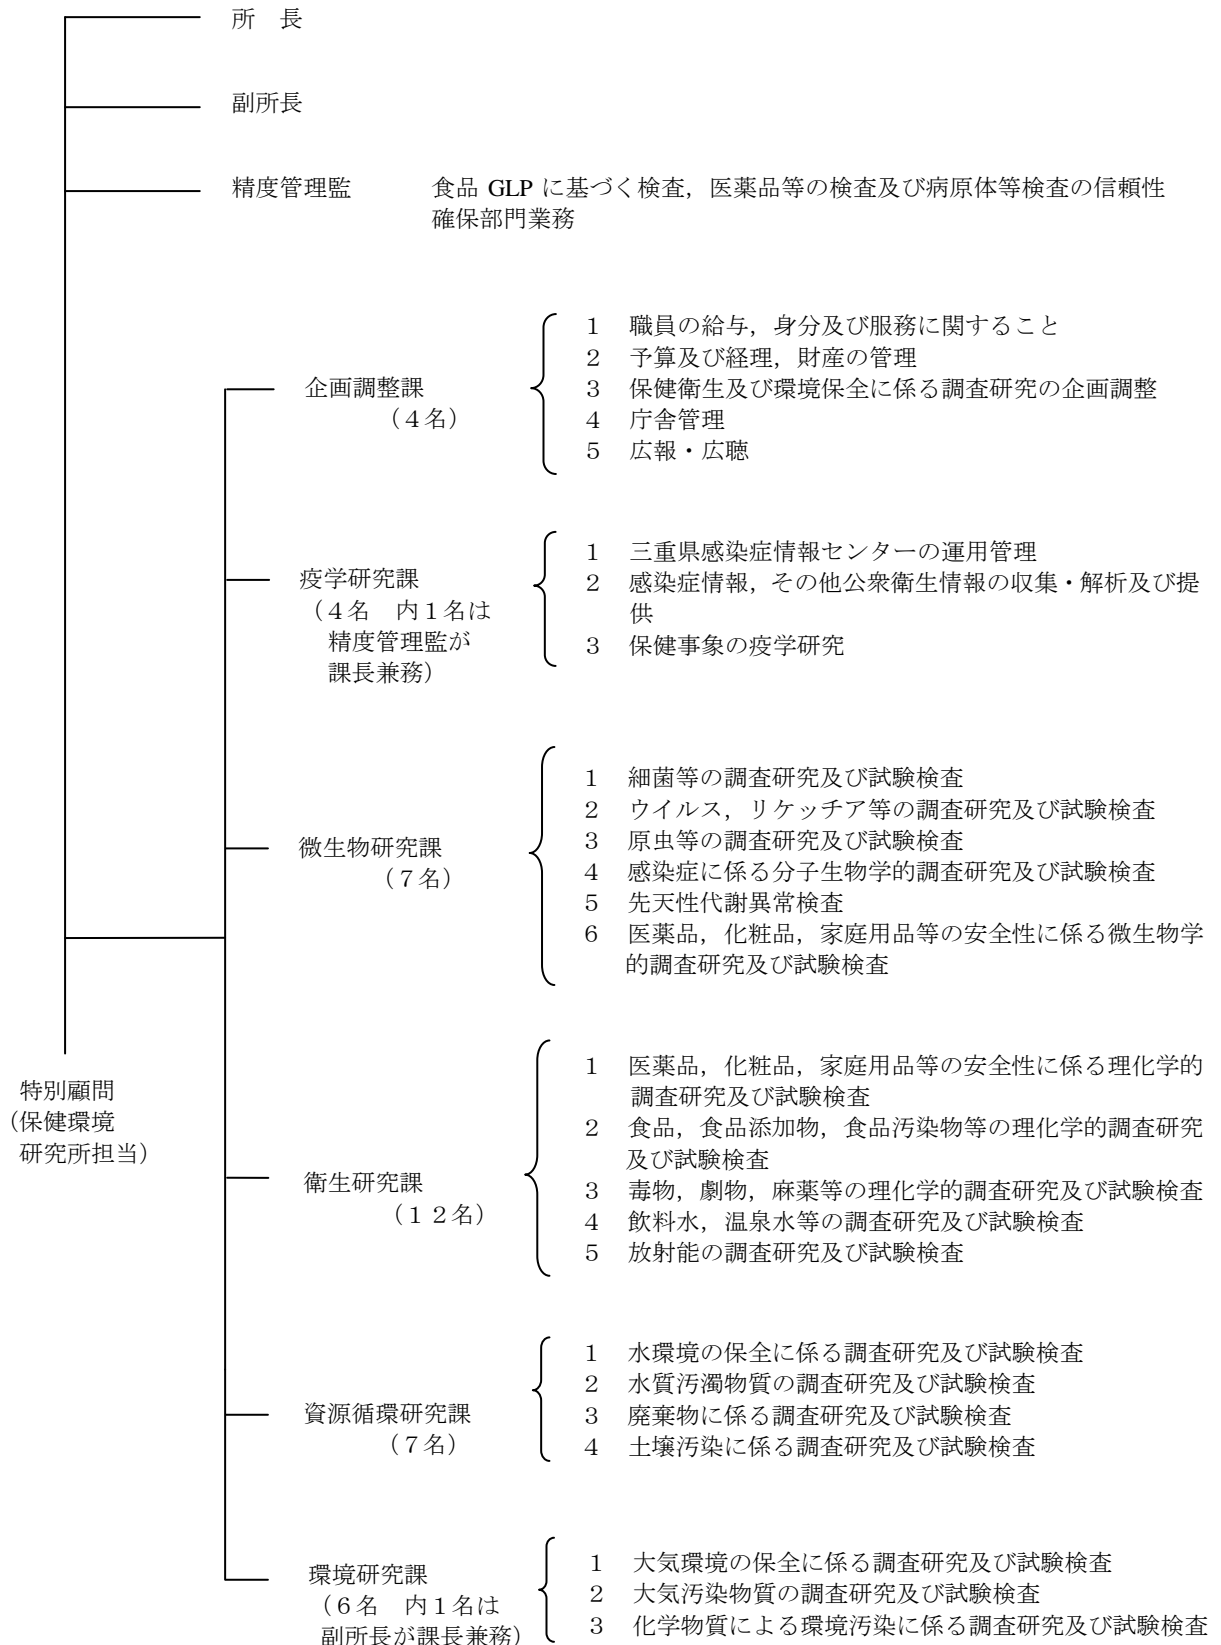 所　長
副所長
精度管理監　食品 GLP に基づく検査，医薬品等の検査及び病原体等検査の信頼性
確保部門業務
企画調整課
（４名）
１　職員の給与，身分及び服務に関すること
２　予算及び経理，財産の管理
３　保健衛生及び環境保全に係る調査研究の企画調整
４　庁舎管理
５　広報・広聴
疫学研究課
（４名　内１名は
精度管理監が
課長兼務）
１　三重県感染症情報センターの運用管理
２　感染症情報，その他公衆衛生情報の収集・解析及び提
供
３　保健事象の疫学研究
微生物研究課
（７名）
１　細菌等の調査研究及び試験検査
２　ウイルス，リケッチア等の調査研究及び試験検査
３　原虫等の調査研究及び試験検査
４　感染症に係る分子生物学的調査研究及び試験検査
５　先天性代謝異常検査
６　医薬品，化粧品，家庭用品等の安全性に係る微生物学
的調査研究及び試験検査
特別顧問
（保健環境
研究所担当）
衛生研究課
（１２名）
１　医薬品，化粧品，家庭用品等の安全性に係る理化学的
調査研究及び試験検査
２　食品，食品添加物，食品汚染物等の理化学的調査研究
及び試験検査
３　毒物，劇物，麻薬等の理化学的調査研究及び試験検査
４　飲料水，温泉水等の調査研究及び試験検査
５　放射能の調査研究及び試験検査
資源循環研究課
（７名）
１　水環境の保全に係る調査研究及び試験検査
２　水質汚濁物質の調査研究及び試験検査
３　廃棄物に係る調査研究及び試験検査
４　土壌汚染に係る調査研究及び試験検査
環境研究課
（６名　内１名は
副所長が課長兼務）
１　大気環境の保全に係る調査研究及び試験検査
２　大気汚染物質の調査研究及び試験検査
３　化学物質による環境汚染に係る調査研究及び試験検査